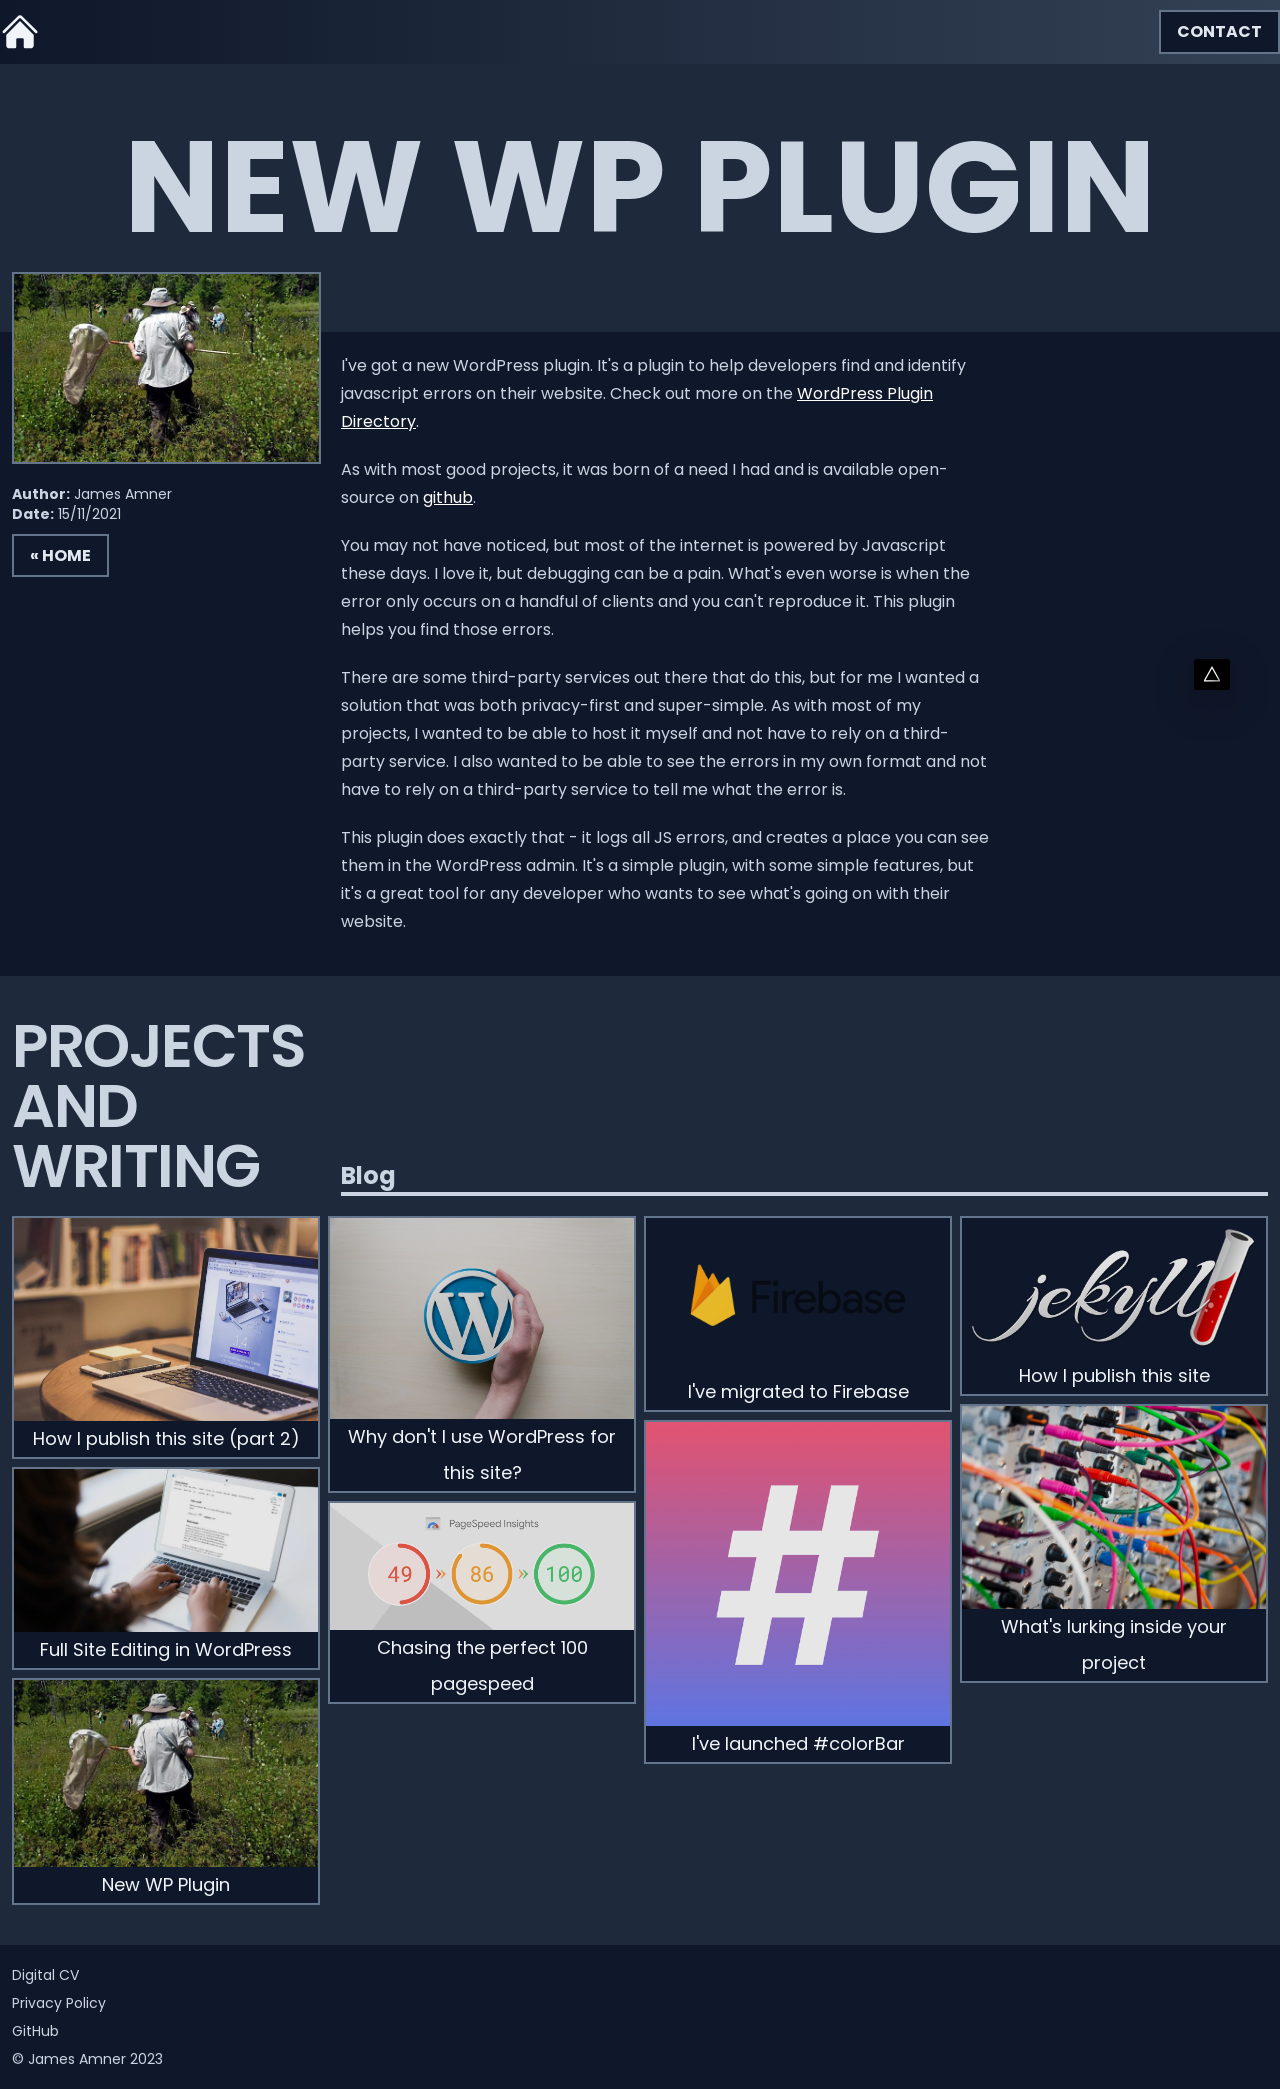 CONTACT
NEW WP PLUGIN
I've got a new WordPress plugin. It's a plugin to help developers find and identify
javascript errors on their website. Check out more on the WordPress Plugin
Directory.
As with most good projects, it was born of a need I had and is available open-
source on github.
Author: James Amner
Date: 15/11/2021
« HOME
You may not have noticed, but most of the internet is powered by Javascript
these days. I love it, but debugging can be a pain. What's even worse is when the
error only occurs on a handful of clients and you can't reproduce it. This plugin
helps you find those errors.
There are some third-party services out there that do this, but for me I wanted a
solution that was both privacy-first and super-simple. As with most of my
projects, I wanted to be able to host it myself and not have to rely on a third-
party service. I also wanted to be able to see the errors in my own format and not
have to rely on a third-party service to tell me what the error is.
This plugin does exactly that - it logs all JS errors, and creates a place you can see
them in the WordPress admin. It's a simple plugin, with some simple features, but
it's a great tool for any developer who wants to see what's going on with their
website.
PROJECTS
AND
WRITING
Blog
How I publish this site (part 2)
Full Site Editing in WordPress
New WP Plugin
Why don't I use WordPress for
this site?
PageSpeed Insights
49 » 86 » 100
Chasing the perfect 100
pagespeed
Firebase
I've migrated to Firebase
#
I've launched #colorBar
jekyll
How I publish this site
What's lurking inside your
project
Digital CV
Privacy Policy
GitHub
© James Amner 2023